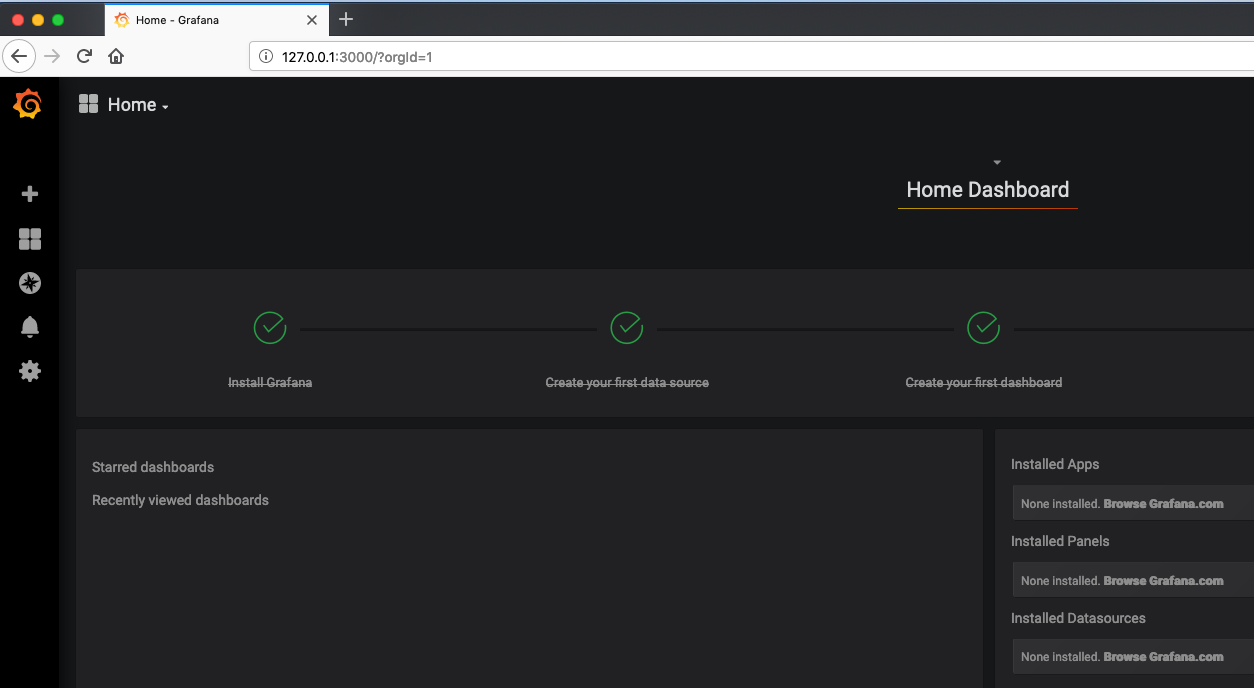 Home - Grafana
127.0.0.1:3000/?orgId=1
Home
Home Dashboard
Install Grafana
Create your first data source
Create your first dashboard
Starred dashboards
Recently viewed dashboards
Installed Apps
None installed. Browse Grafana.com
Installed Panels
None installed. Browse Grafana.com
Installed Datasources
None installed. Browse Grafana.com